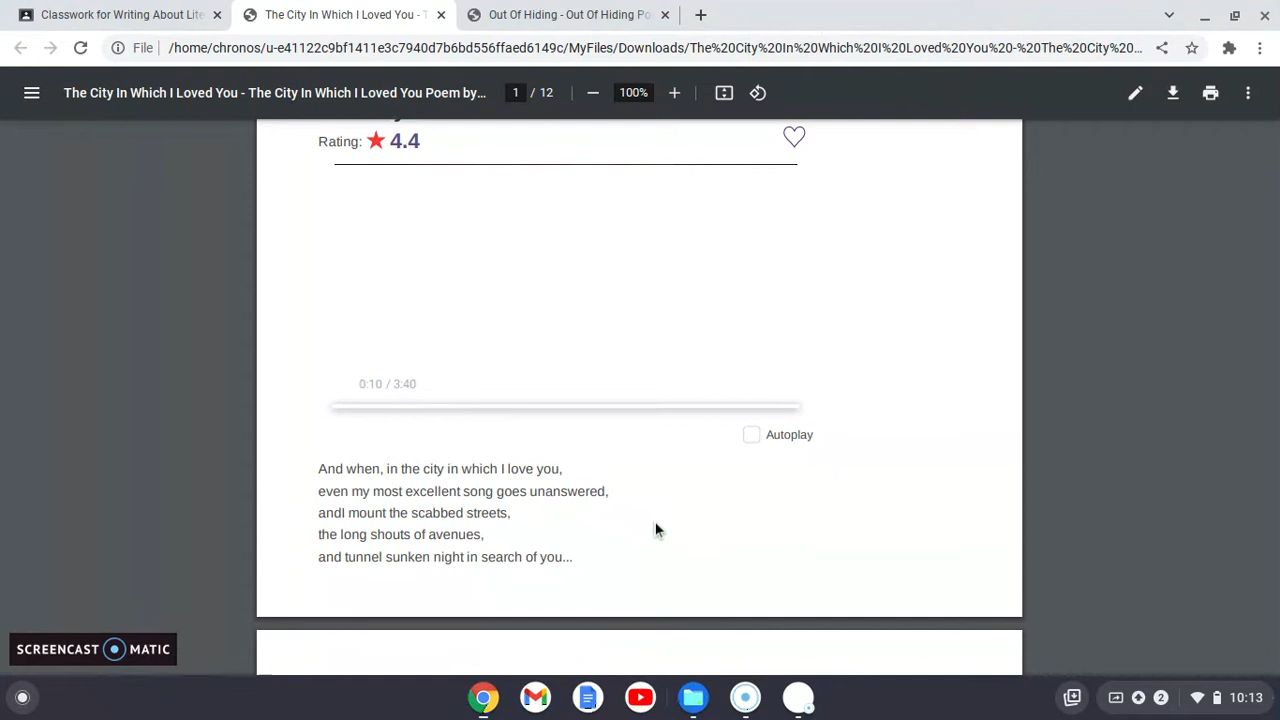 Classwork for Writing About Lite
The City In Which I Loved You - T
Out Of Hiding - Out Of Hiding Po
File
/home/chronos/u-e41122c9bf1411e3c7940d7b6bd556ffaed6149c/MyFiles/Downloads/The%20City%20In%20Which%20I%20Loved%20You%20-%20The%20City%20...
The City In Which I Loved You - The City In Which I Loved You Poem by...
1 / 12
100%
Rating: 4.4
0:10 / 3:40
Autoplay
And when, in the city in which I love you,
even my most excellent song goes unanswered,
andI mount the scabbed streets,
the long shouts of avenues,
and tunnel sunken night in search of you...
SCREENCAST MATIC
2
10:13